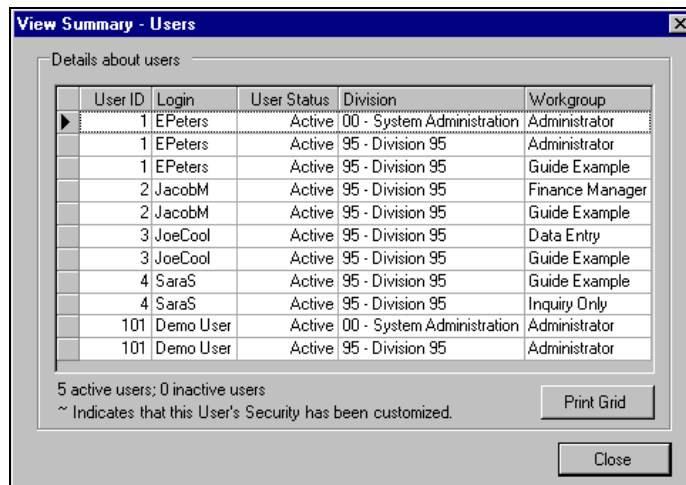 View Summary - Users
Details about users
User ID Login User Status Division Workgroup
1 EPeters Active 00 - System Administration Administrator
1 EPeters Active 95 - Division 95 Administrator
1 EPeters Active 95 - Division 95 Guide Example
2 JacobM Active 95 - Division 95 Finance Manager
2 JacobM Active 95 - Division 95 Guide Example
3 JoeCool Active 95 - Division 95 Data Entry
3 JoeCool Active 95 - Division 95 Guide Example
4 SaraS Active 95 - Division 95 Guide Example
4 SaraS Active 95 - Division 95 Inquiry Only
101 Demo User Active 00 - System Administration Administrator
101 Demo User Active 95 - Division 95 Administrator
5 active users; 0 inactive users
~ Indicates that this User's Security has been customized.
Print Grid
Close